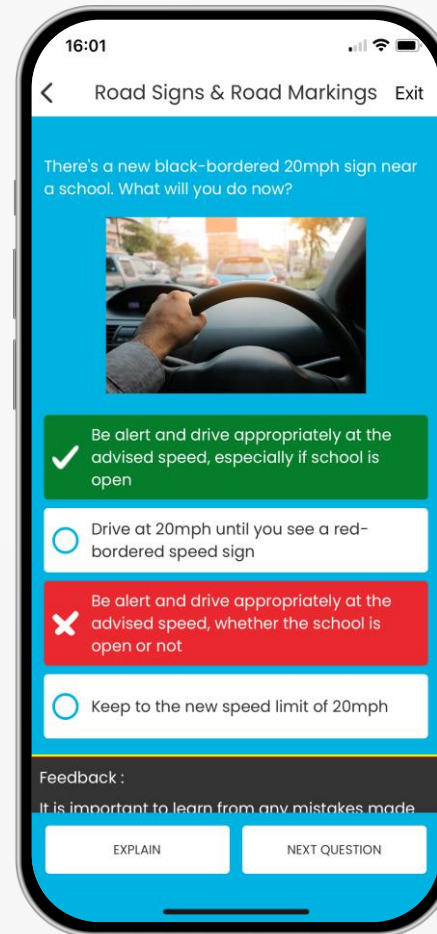 16:01
Road Signs & Road Markings Exit
There's a new black-bordered 20mph sign near
a school. What will you do now?
Be alert and drive appropriately at the
advised speed, especially if school is
open
Drive at 20mph until you see a red-
bordered speed sign
Be alert and drive appropriately at the
advised speed, whether the school is
open or not
Keep to the new speed limit of 20mph
Feedback :
It is important to learn from any mistakes made
EXPLAIN NEXT QUESTION